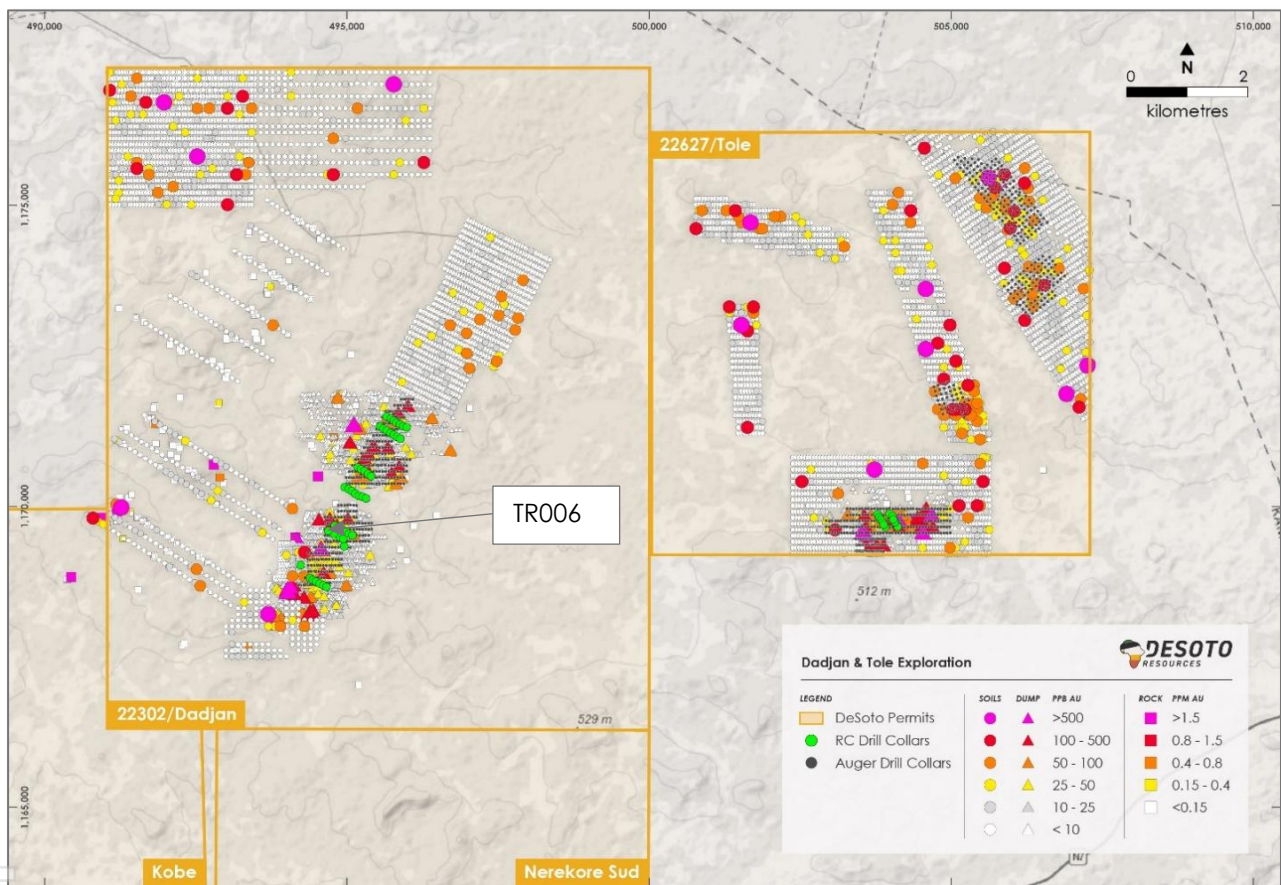 490,000
495,000
500,000
505,000
510,000
N
0 2
kilometres
22627/Tole
1,175,000
1,170,000
TR006
512 m
22302/Dadjan
529 m
1,165,000
Kobe
Nerekore Sud
Dadjan & Tole Exploration
DESOTO
RESOURCES
LEGEND
DeSoto Permits
RC Drill Collars
Auger Drill Collars
SOILS DUMP PPB AU
>500
100 - 500
50 - 100
25 - 50
10 - 25
< 10
ROCK PPM AU
>1.5
0.8 - 1.5
0.4 - 0.8
0.15 - 0.4
<0.15